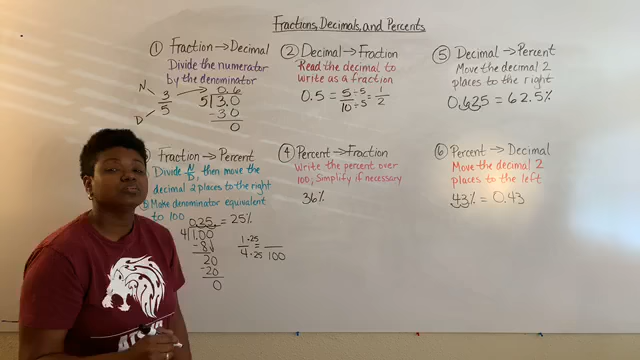 Fractions, Decimals, and Percents
① Fraction → Decimal
Divide the numerator
by the denominator
N
D
3/5
0.6
5 | 3.0
-30
0
② Decimal → Fraction
Read the decimal to
write as a fraction
0.5 = 5÷5/10÷5 = 1/2
⑤ Decimal → Percent
Move the decimal 2
places to the right
0.625 = 62.5%
Fraction → Percent
Divide N/D, then move the
decimal 2 places to the right
b) Make denominator equivalent
to 100
0.25 = 25%
4 | 1.00
-8
20
-20
0
1·25/4·25 = /100
④ Percent → Fraction
Write the percent over
100, Simplify if necessary
36%
⑥ Percent → Decimal
Move the decimal 2
places to the left
43% = 0.43